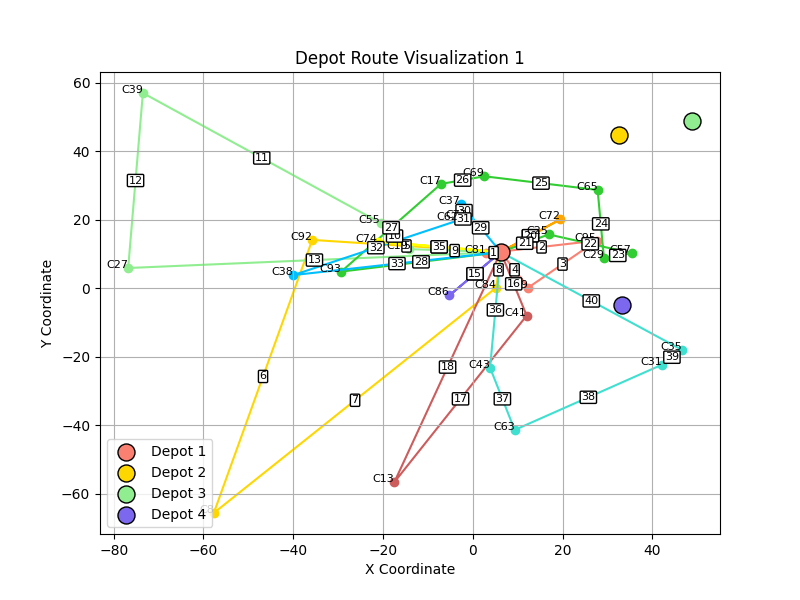 Depot Route Visualization 1
60
40
20
0
−20
−40
−60
Y Coordinate
−80
−60
−40
−20
0
20
40
X Coordinate
C39
11
12
C27
13
C55
C17
27
26
C69
25
C65
24
C37
30
31
29
C72
C92
C74
32
35
9
C81
1
21
2
C95
22
23
C29
C57
3
C38
C93
33
28
C86
15
8
4
C84
16
C41
36
40
C43
37
C63
38
C31
39
C35
18
17
C13
6
7
Depot 1
Depot 2
Depot 3
Depot 4